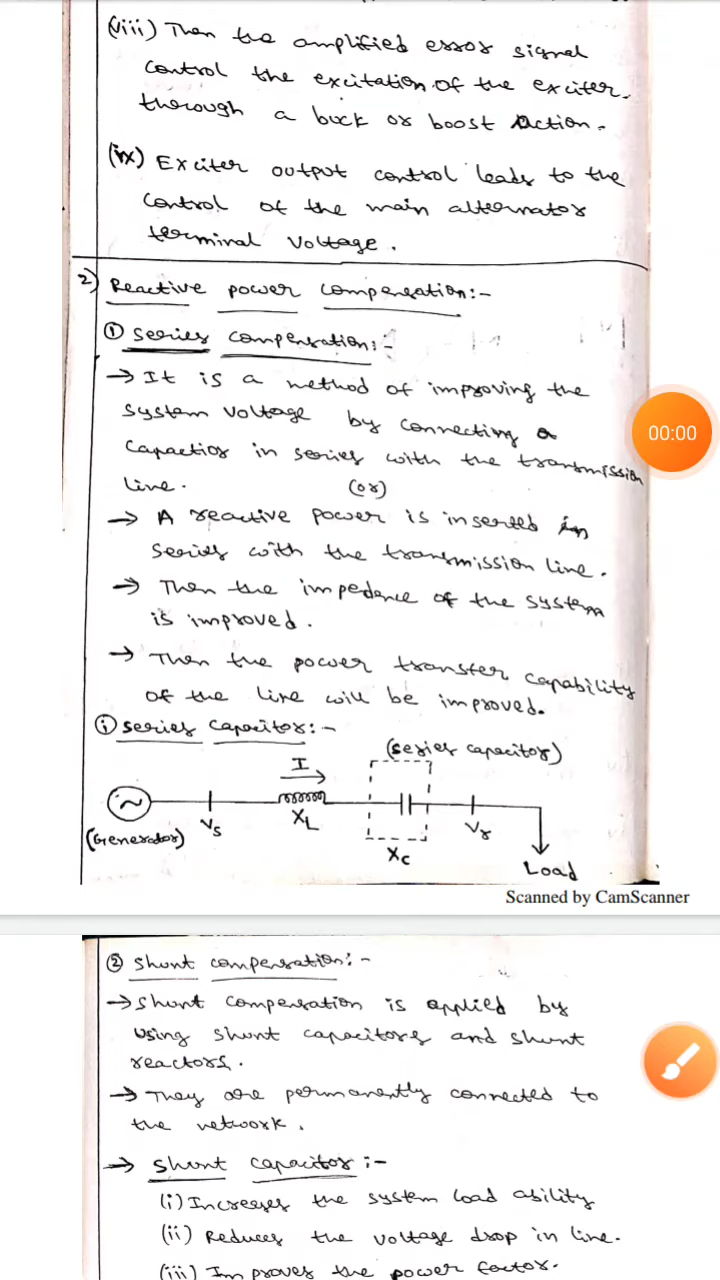 (viii) Then the amplified error signal
control the excitation of the exciter.
through a buck or boost action.
(ix) Exciter output control leads to the
control of the main alternator
terminal voltage.
2) Reactive power compensation:-
① Series compensation:-
→ It is a method of improving the
system voltage by connecting a
capactior in series with the transmission
line. (or)
→ A reactive power is inserted in
series with the transmission line.
→ Then the impedence of the system
is improved.
→ Then the power transfer capability
of the line will be improved.
① Series capacitor:-
(series capacitor)
I
(Generator)
Vs
XL
Xc
Vr
Load
Scanned by CamScanner
② Shunt compensation:-
→ Shunt compensation is applied by
using shunt capacitors and shunt
reactors.
→ They are permanently connected to
the network.
→ Shunt capacitor:-
(i) Increases the system load ability
(ii) Reduces the voltage drop in line.
(iii) Improves the power factor.
00:00